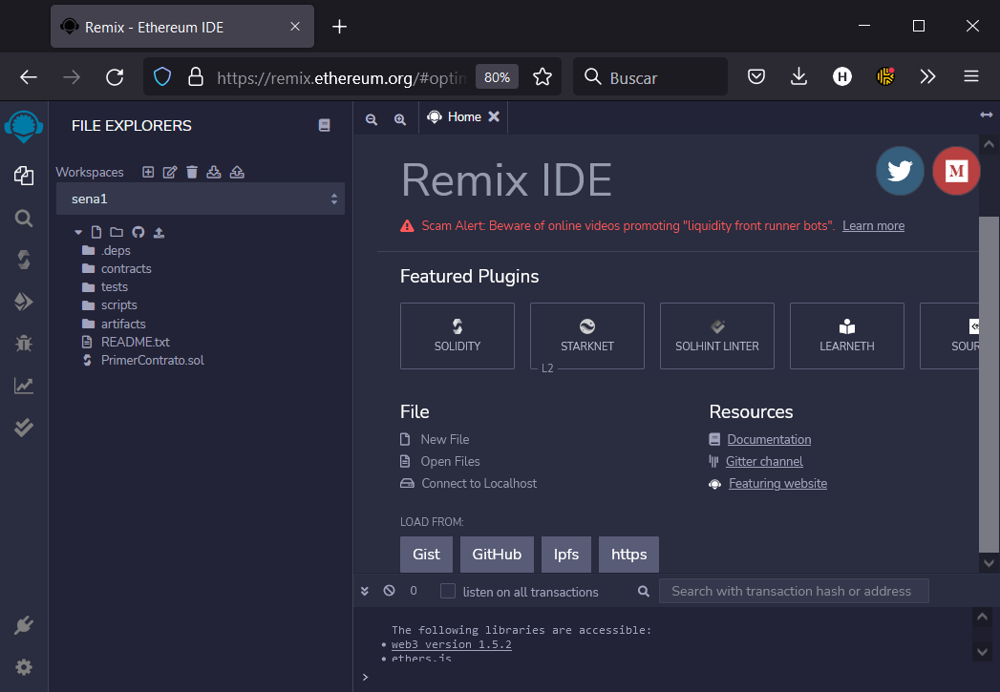 Remix - Ethereum IDE
https://remix.ethereum.org/#optin
80%
Buscar
H
FILE EXPLORERS
Home
Workspaces
sena1
.deps
contracts
tests
scripts
artifacts
README.txt
PrimerContrato.sol
Remix IDE
M
Scam Alert: Beware of online videos promoting "liquidity front runner bots". Learn more
Featured Plugins
SOLIDITY
STARKNET
L2
SOLHINT LINTER
LEARNETH
SOUR
File
New File
Open Files
Connect to Localhost
Resources
Documentation
Gitter channel
Featuring website
LOAD FROM:
Gist
GitHub
Ipfs
https
0
listen on all transactions
Search with transaction hash or address
The following libraries are accessible:
• web3 version 1.5.2
• ethers.js
>